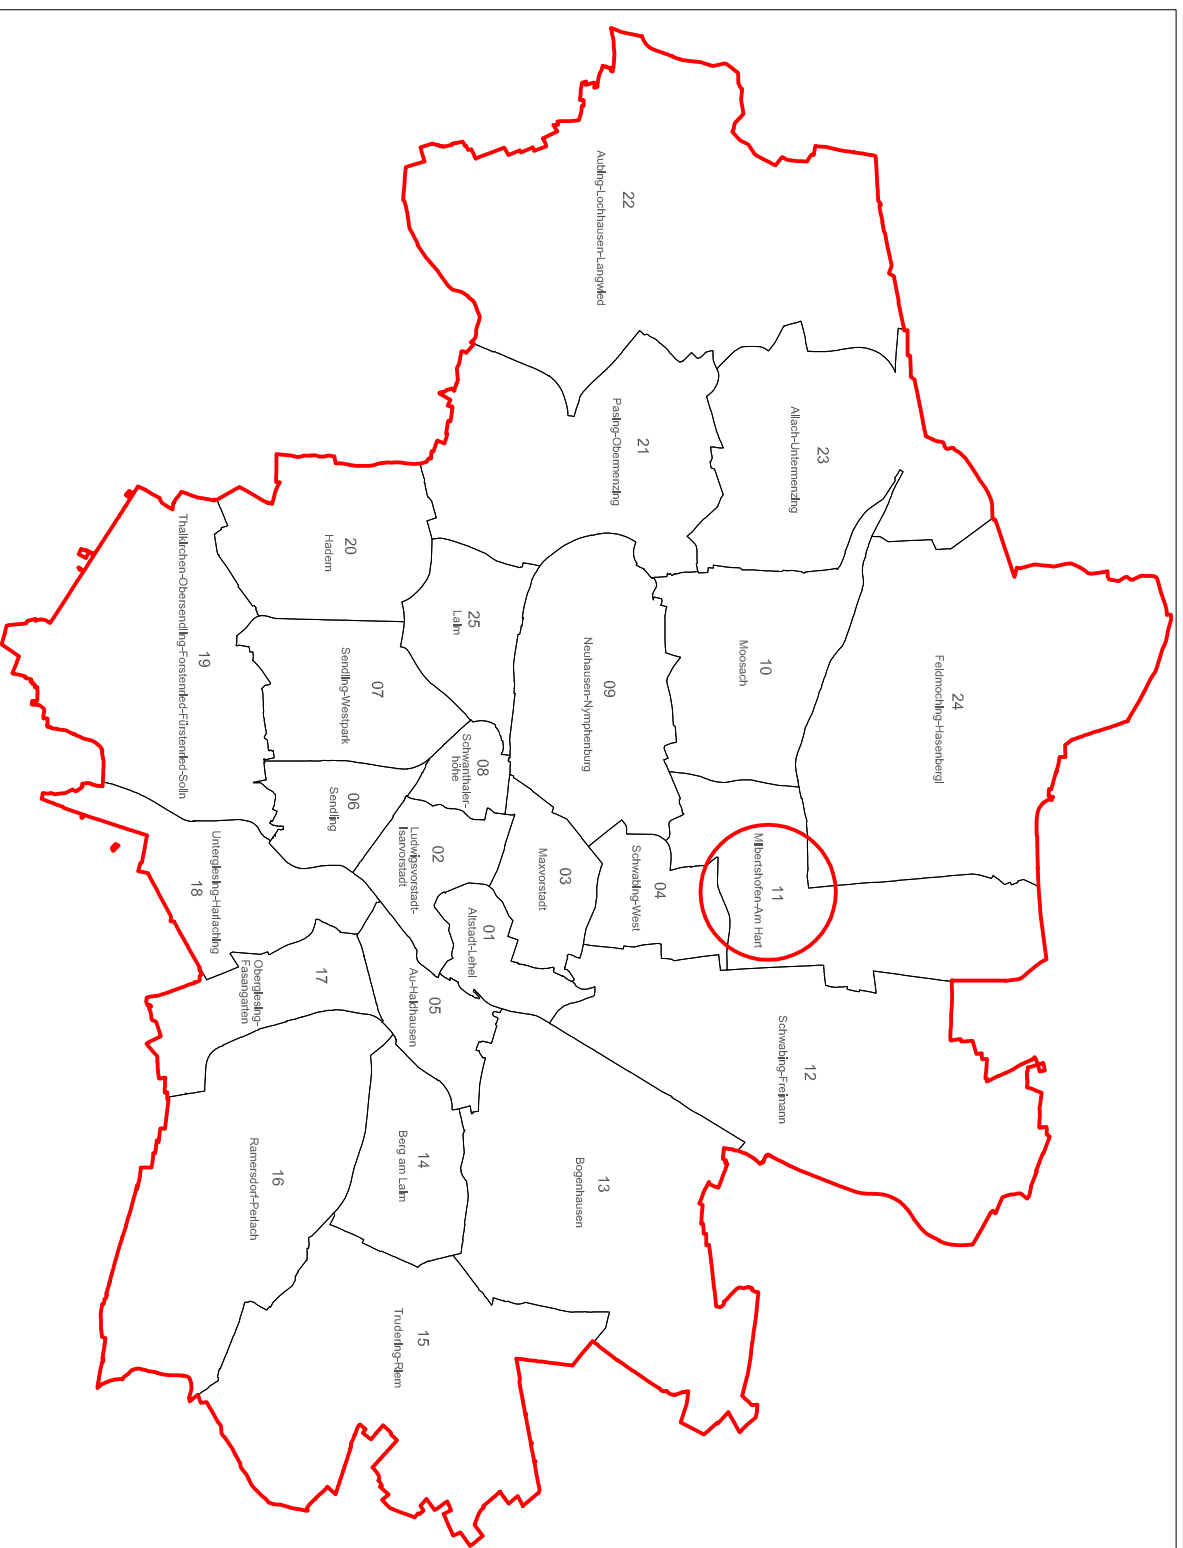 24
Feldmoching-Hasenbergl
23
Allach-Untermenzing
12
Schwabing-Freimann
11
Milbertshofen-Am Hart
10
Moosach
04
Schwabing-West
21
Pasing-Obermenzing
22
Aubing-Lochhausen-Langwied
09
Neuhausen-Nymphenburg
13
Bogenhausen
03
Maxvorstadt
01
Altstadt-Lehel
08
Schwanthaler-
höhe
25
Laim
02
Ludwigsvorstadt-
Isarvorstadt
05
Au-Haidhausen
14
Berg am Laim
15
Trudering-Riem
07
Sendling-Westpark
06
Sendling
20
Hadern
17
Obergiesing-
Fasangarten
16
Ramersdorf-Perlach
19
Thalkirchen-Obersendling-Forstenried-Fürstenried-Solln
Untergiesing-Harlaching
18